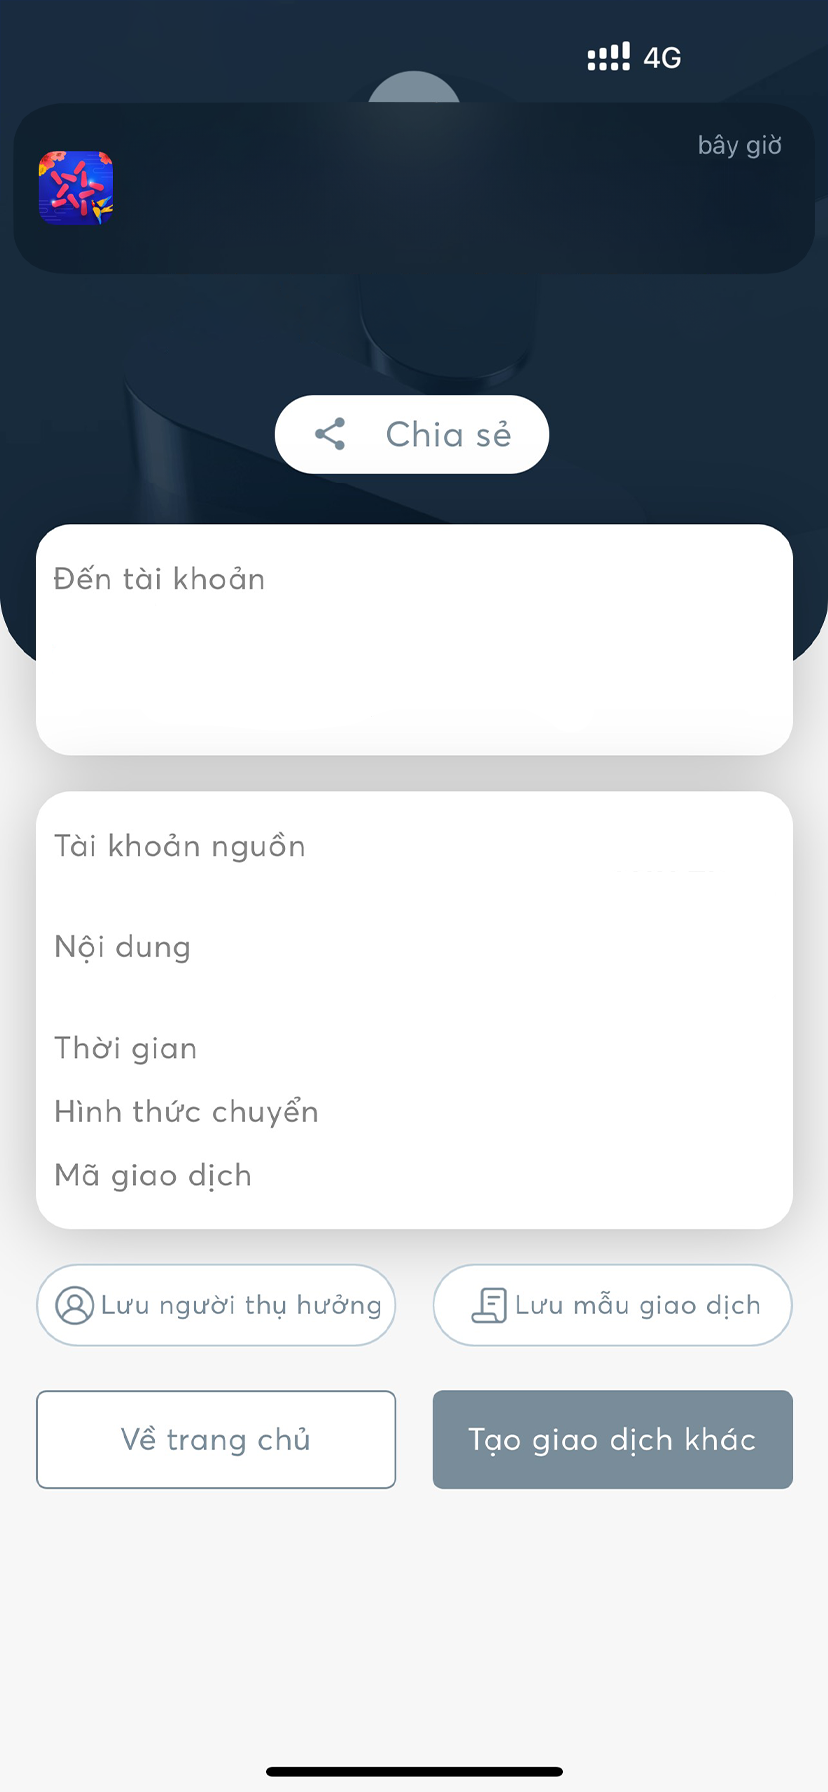 4G
bây giờ
Chia sẻ
Đến tài khoản
Tài khoản nguồn
Nội dung
Thời gian
Hình thức chuyển
Mã giao dịch
Lưu người thụ hưởng
Lưu mẫu giao dịch
Về trang chủ
Tạo giao dịch khác